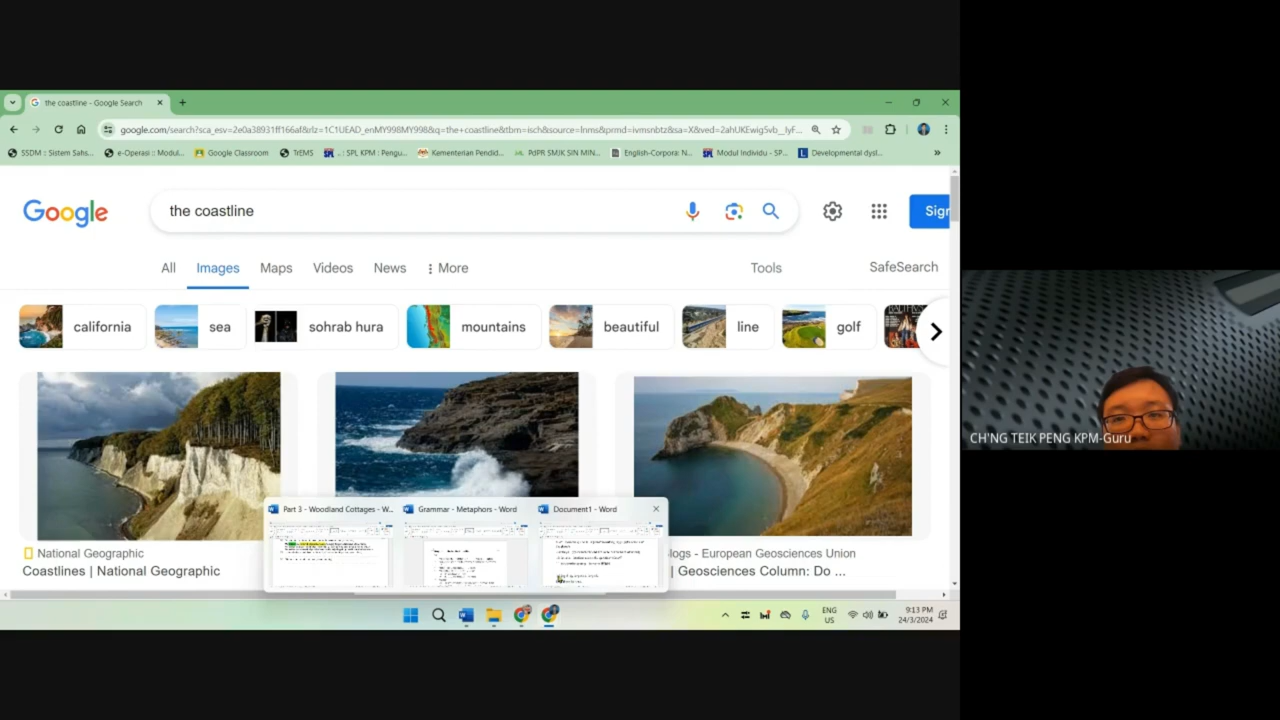 the coastline - Google Search
google.com/search?sca_esv=2e0a38931ff166af&rlz=1C1UEAD_enMY998MY998&q=the+coastline&tbm=isch&source=lnms&prmd=ivmsnbtz&sa=X&ved=2ahUKEwig5vb_
SSDM : Sistem Sahs... e-Operasi :: Modul... Google Classroom TrEMS ..: SPL KPM : Pengu... Kementerian Pendid... PdPR SMJK SIN MIN... English-Corpora: N... Modul Individu - SP... Developmental dysl...
Google
the coastline
Sign
All Images Maps Videos News More Tools SafeSearch
california sea sohrab hura mountains beautiful line golf
Part 3 - Woodland Cottages - W... Grammar - Metaphors - Word Document1 - Word
National Geographic
Coastlines | National Geographic
logs - European Geosciences Union
| Geosciences Column: Do ...
ENG
US
9:13 PM
24/3/2024
CH'NG TEIK PENG KPM-Guru